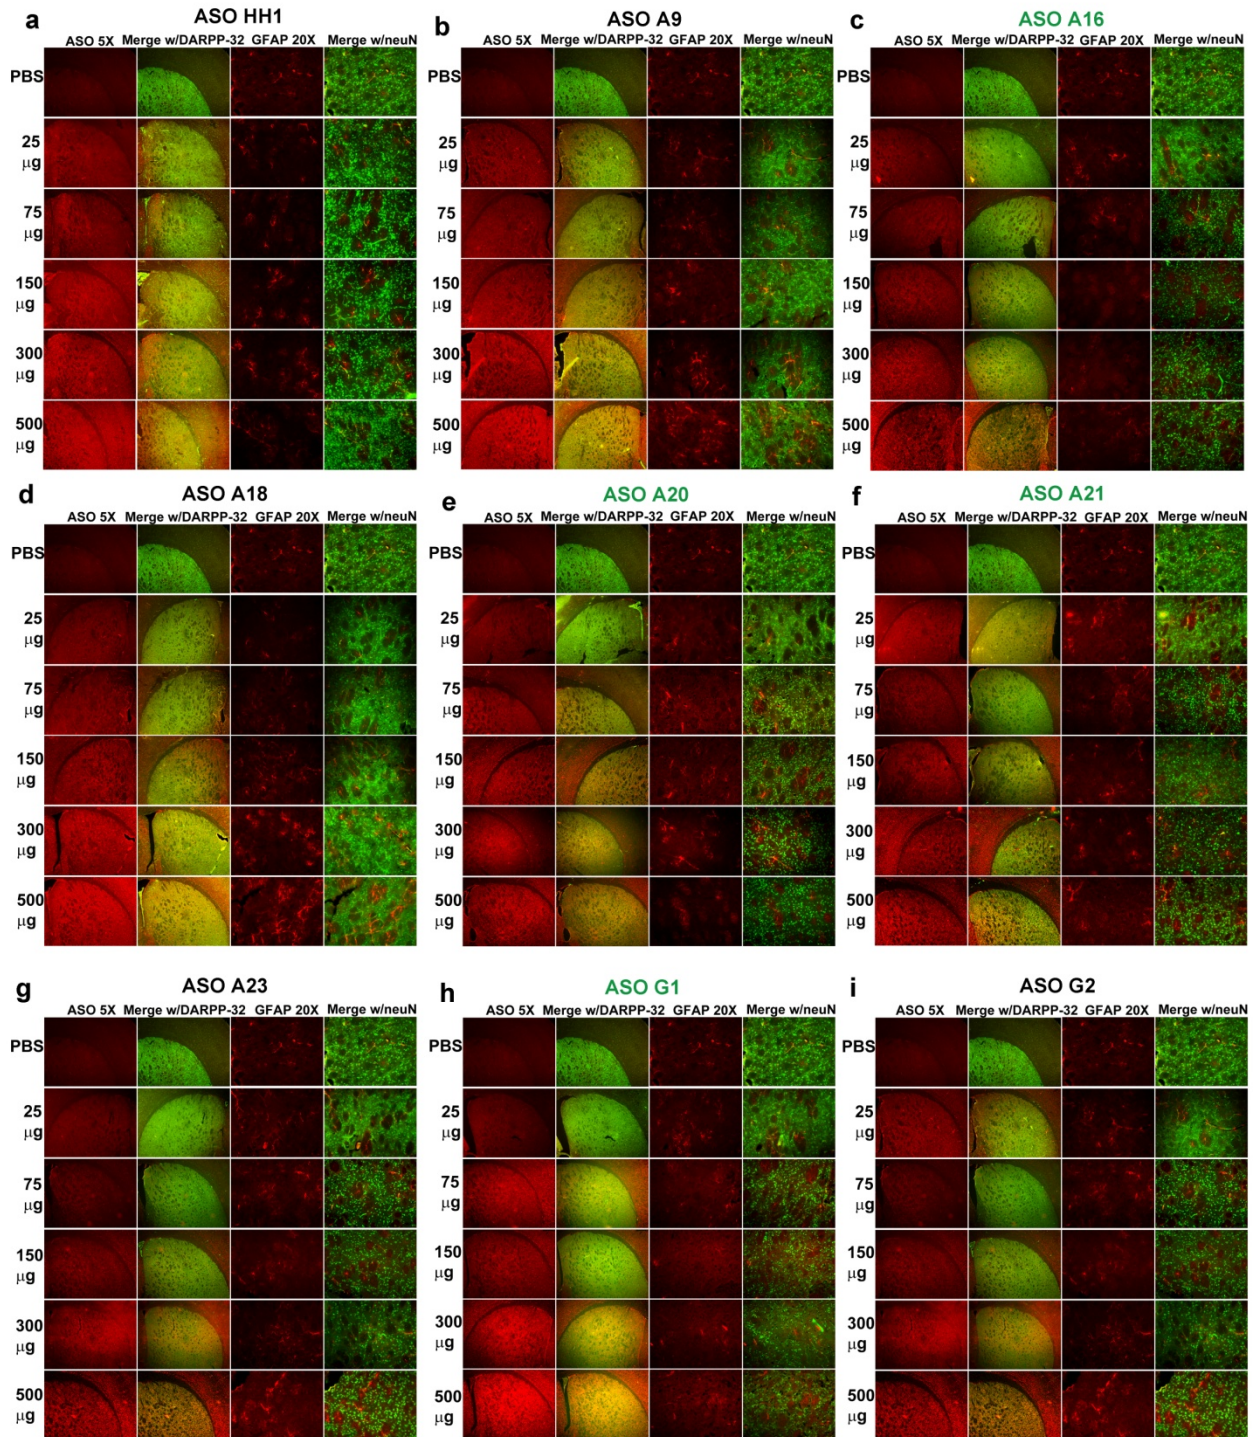 a ASO HH1
ASO 5X Merge w/DARPP-32 GFAP 20X Merge w/neuN
PBS
25
µg
75
µg
150
µg
300
µg
500
µg
b ASO A9
ASO 5X Merge w/DARPP-32 GFAP 20X Merge w/neuN
PBS
25
µg
75
µg
150
µg
300
µg
500
µg
c ASO A16
ASO 5X Merge w/DARPP-32 GFAP 20X Merge w/neuN
PBS
25
µg
75
µg
150
µg
300
µg
500
µg
d ASO A18
ASO 5X Merge w/DARPP-32 GFAP 20X Merge w/neuN
PBS
25
µg
75
µg
150
µg
300
µg
500
µg
e ASO A20
ASO 5X Merge w/DARPP-32 GFAP 20X Merge w/neuN
PBS
25
µg
75
µg
150
µg
300
µg
500
µg
f ASO A21
ASO 5X Merge w/DARPP-32 GFAP 20X Merge w/neuN
PBS
25
µg
75
µg
150
µg
300
µg
500
µg
g ASO A23
ASO 5X Merge w/DARPP-32 GFAP 20X Merge w/neuN
PBS
25
µg
75
µg
150
µg
300
µg
500
µg
h ASO G1
ASO 5X Merge w/DARPP-32 GFAP 20X Merge w/neuN
PBS
25
µg
75
µg
150
µg
300
µg
500
µg
i ASO G2
ASO 5X Merge w/DARPP-32 GFAP 20X Merge w/neuN
PBS
25
µg
75
µg
150
µg
300
µg
500
µg